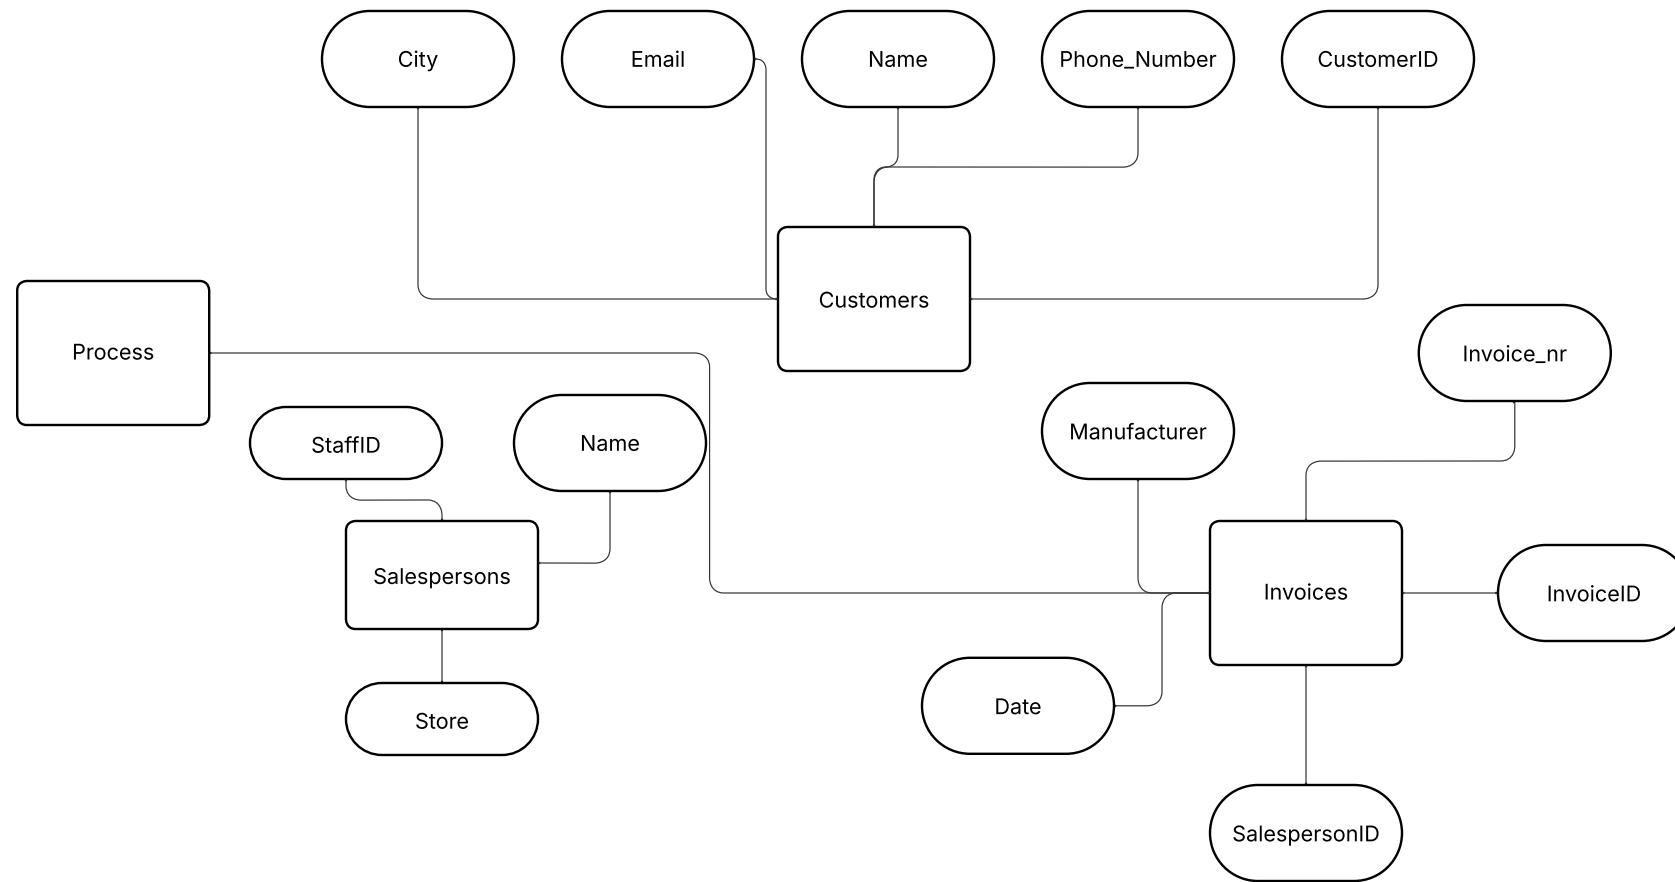 City
Email
Name
Phone_Number
CustomerID
Customers
Process
Invoice_nr
Manufacturer
StaffID
Name
Salespersons
Invoices
InvoiceID
Date
Store
SalespersonID